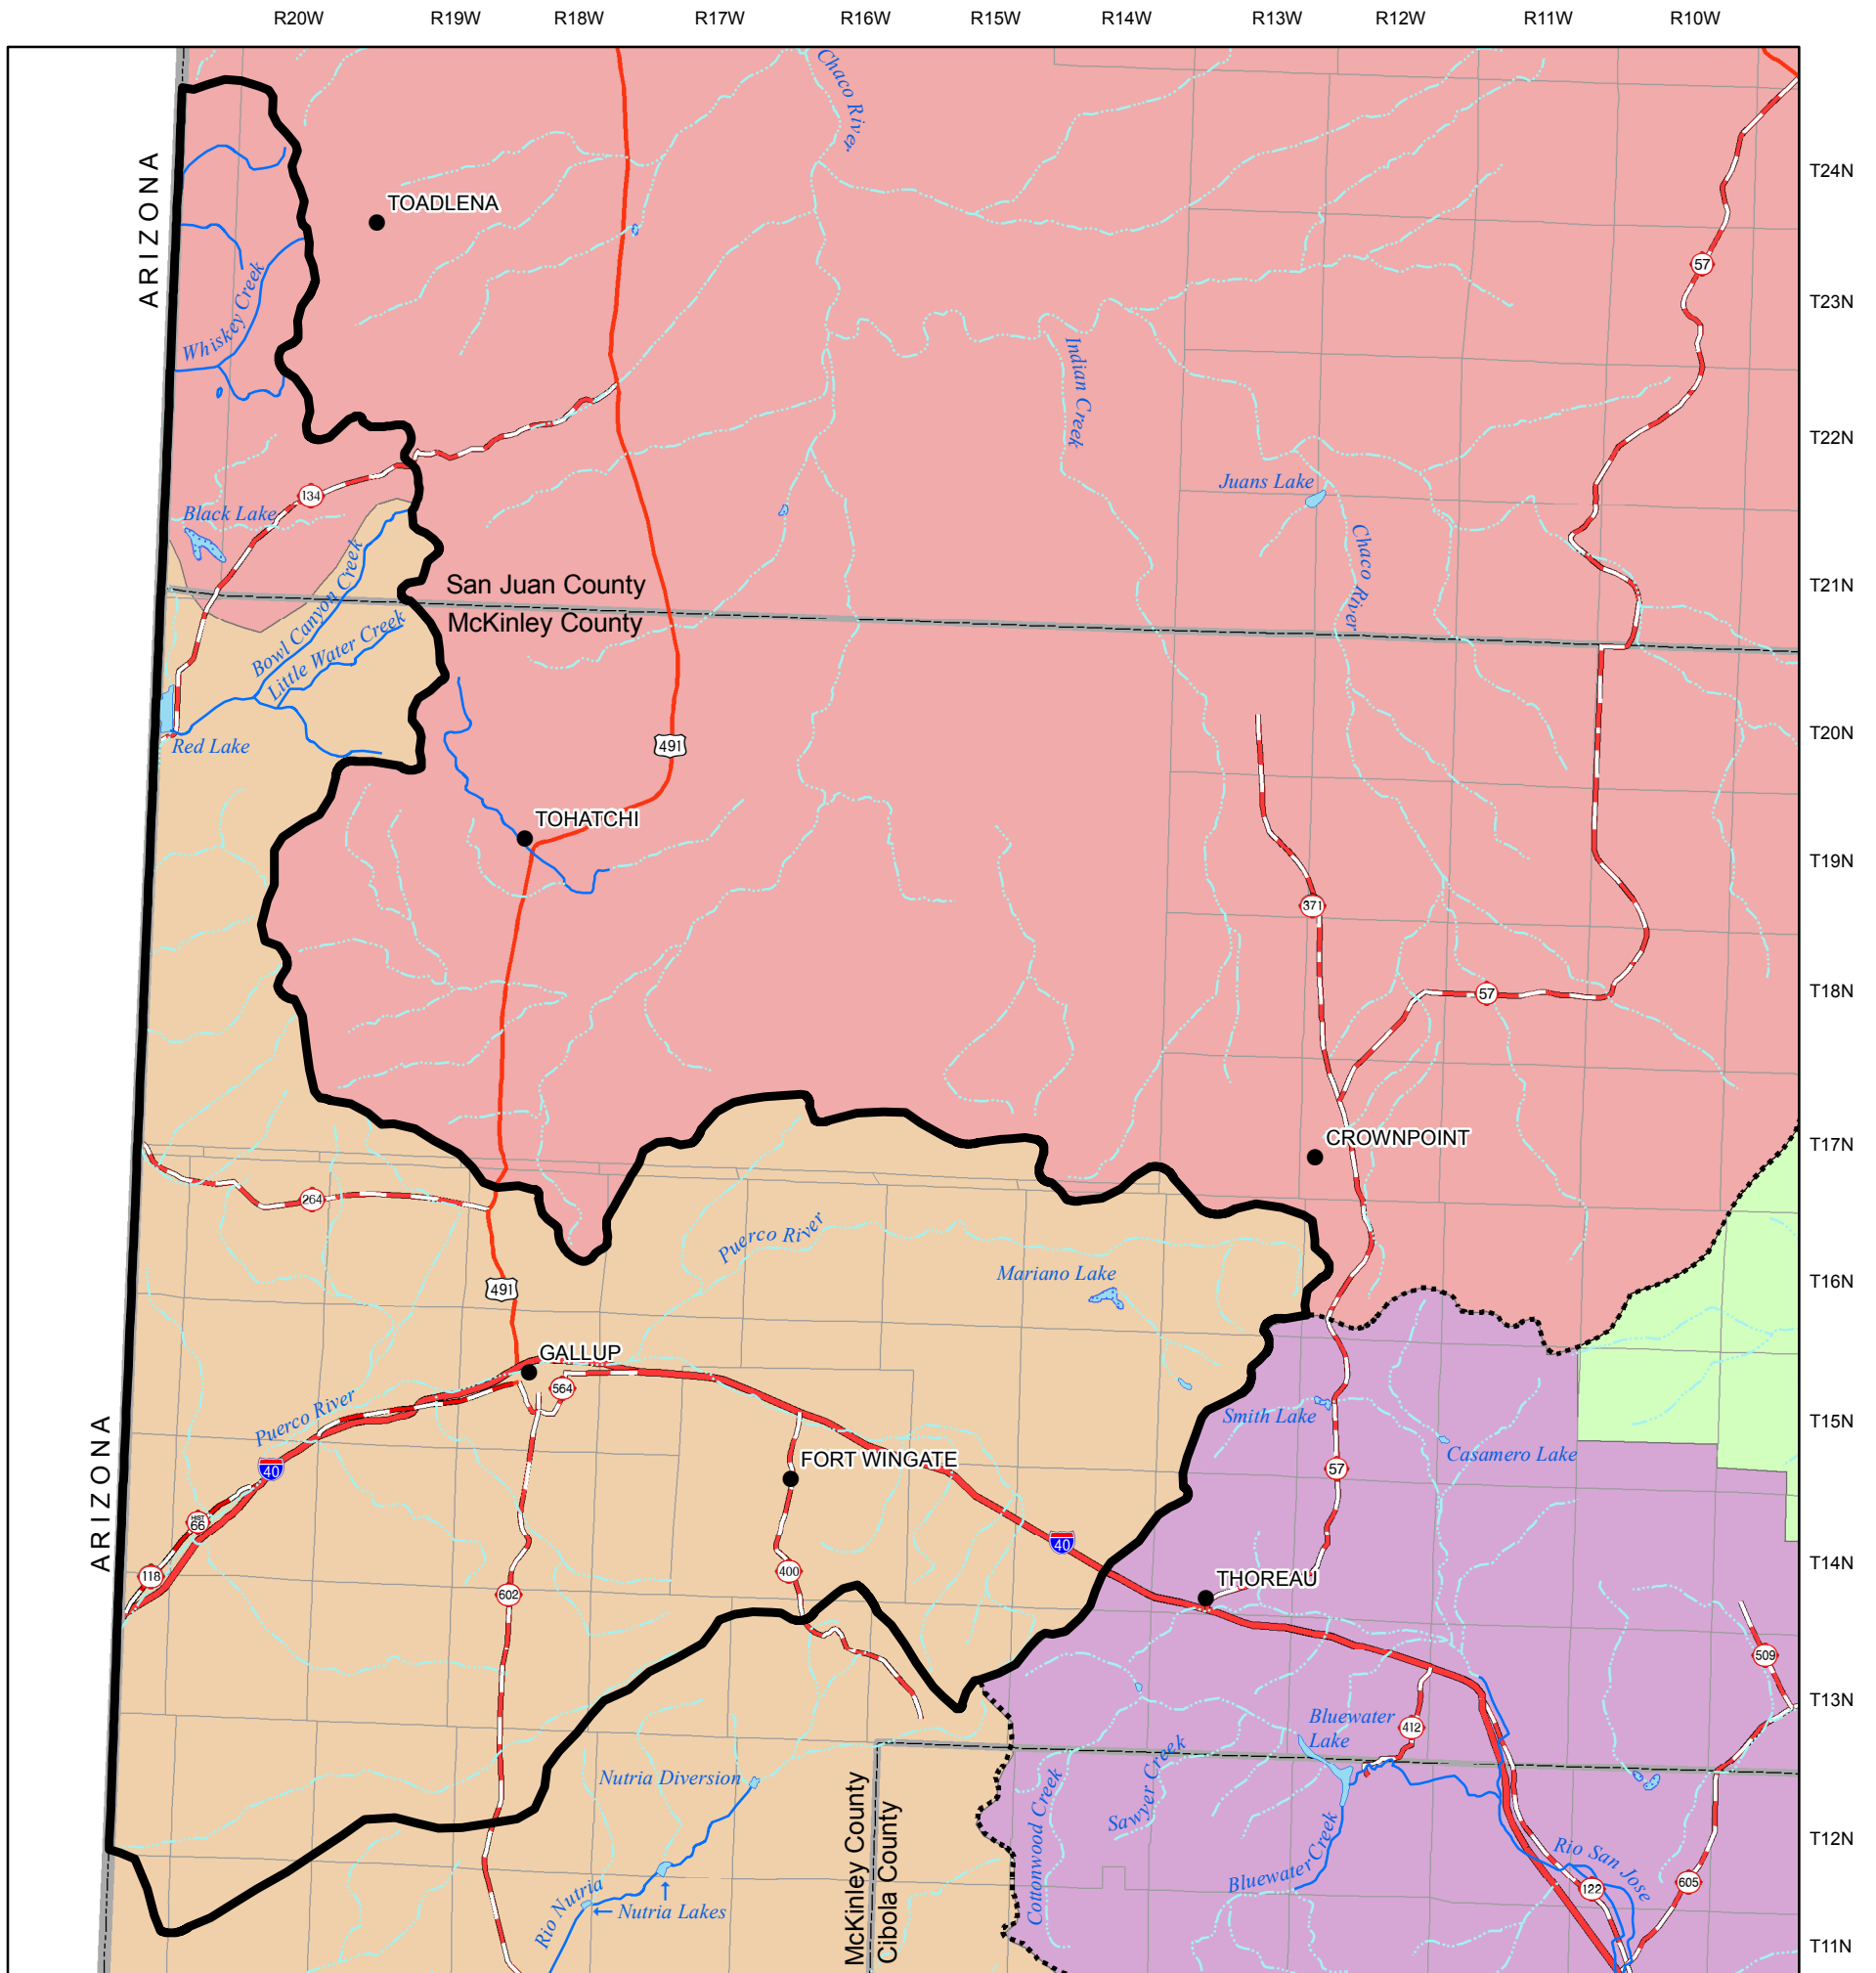 R20W R19W R18W R17W R16W R15W R14W R13W R12W R11W R10W
Chaco River
ARIZONA
T24N
TOADLENA
57
Whiskey Creek
T23N
Indian Creek
T22N
Juans Lake
134
Black Lake
Chaco River
Bowl Canyon Creek
San Juan County
T21N
McKinley County
Little Water Creek
T20N
Red Lake
491
TOHATCHI
T19N
371
57
T18N
CROWNPOINT
T17N
264
Puerco River
Mariano Lake
T16N
491
GALLUP
564
Puerco River
Smith Lake
T15N
Casamero Lake
FORT WINGATE
40
57
ARIZONA
HIST
66
40
T14N
118
400
THOREAU
602
509
T13N
Bluewater
Lake
412
Sawyer Creek
Nutria Diversion
McKinley County
Cibola County
Cottonwood Creek
Bluewater Creek
T12N
Rio San Jose
122
605
Rio Nutria
Nutria Lakes
T11N